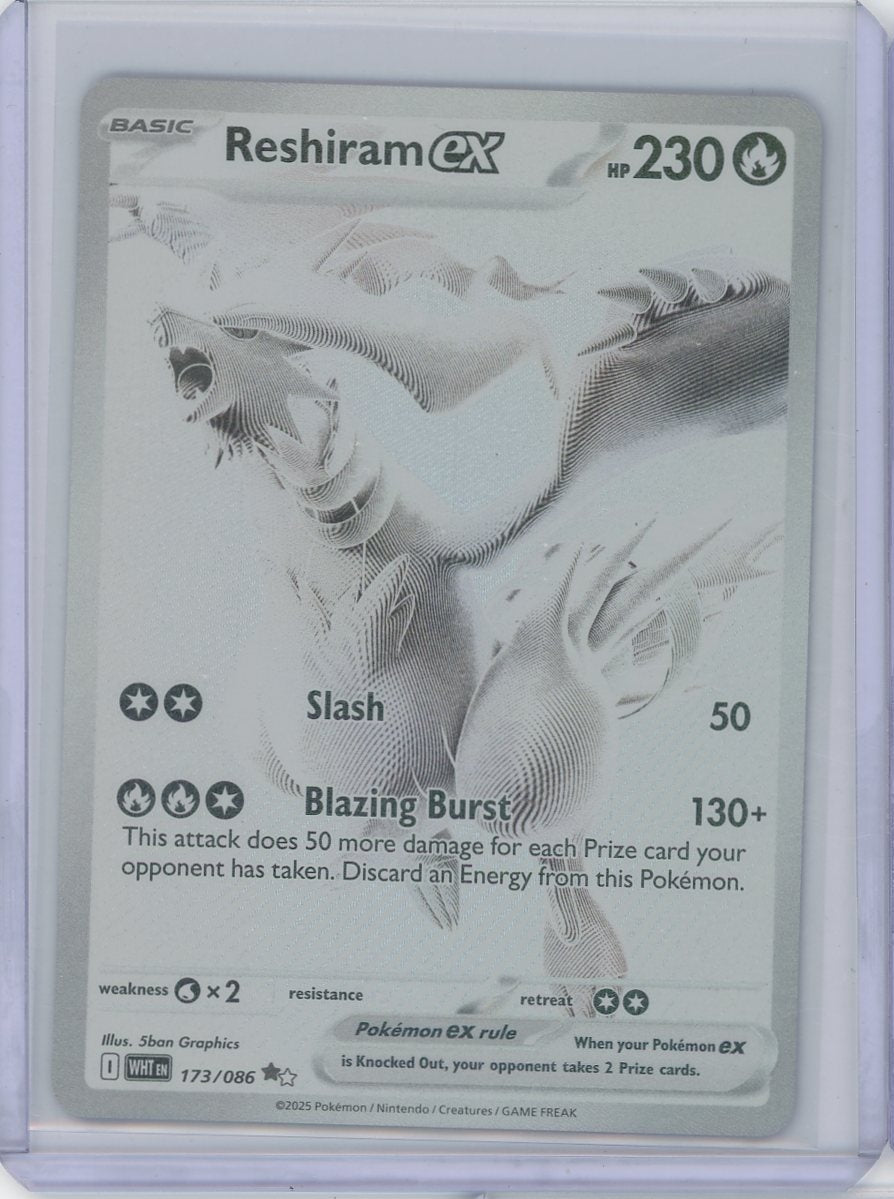 BASIC
Reshiram ex HP 230
Slash 50
Blazing Burst 130+
This attack does 50 more damage for each Prize card your
opponent has taken. Discard an Energy from this Pokémon.
weakness ×2 resistance retreat
Pokémon ex rule
When your Pokémon ex
is Knocked Out, your opponent takes 2 Prize cards.
Illus. 5ban Graphics
I WHT EN 173/086
©2025 Pokémon / Nintendo / Creatures / GAME FREAK